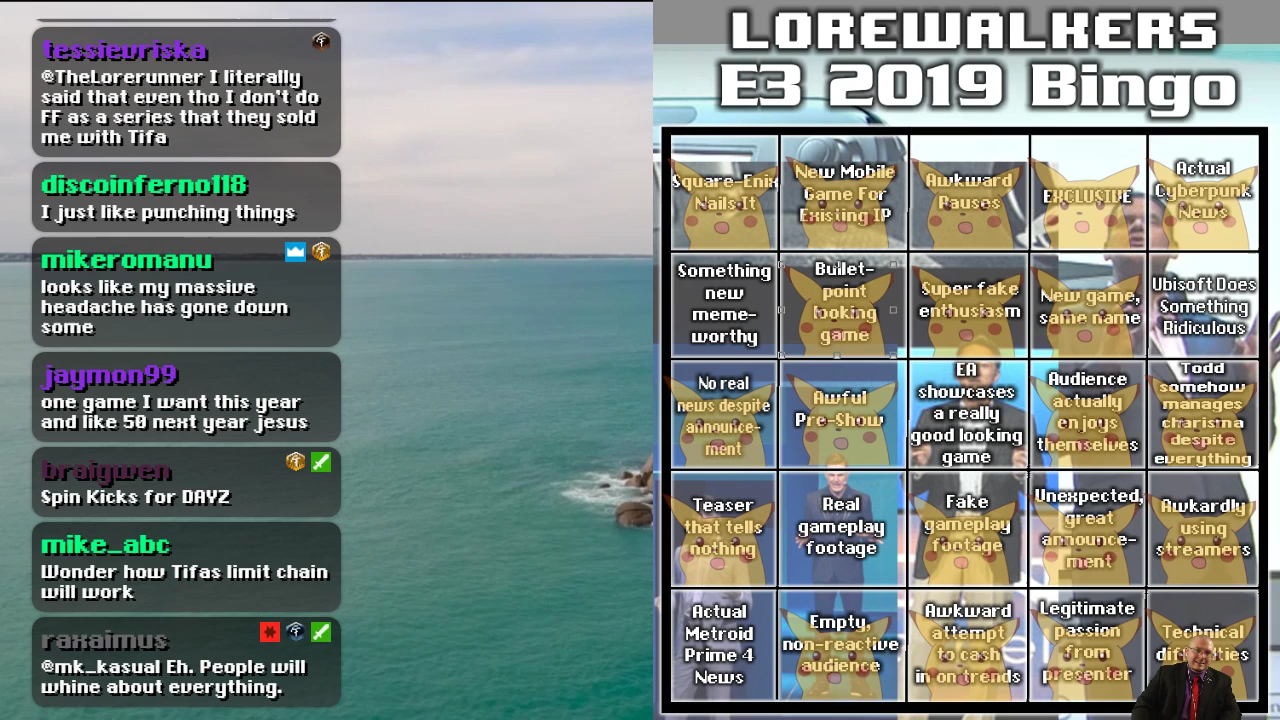 tessievriska
@TheLorerunner I literally
said that even tho I don't do
FF as a series that they sold
me with Tifa
discoinferno118
I just like punching things
mikeromanu
looks like my massive
headache has gone down
some
jaymon99
one game I want this year
and like 50 next year jesus
braigwen
Spin Kicks for DAYZ
mike_abc
Wonder how Tifas limit chain
will work
raxaimus
@mk_kasual Eh. People will
whine about everything.
LOREWALKERS
E3 2019 Bingo
Square-Enix
Nails It
New Mobile
Game For
Existing IP
Awkward
Pauses
EXCLUSIVE
Actual
Cyberpunk
News
Something
new
meme-
worthy
Bullet-
point
looking
game
Super fake
enthusiasm
New game,
same name
Ubisoft Does
Something
Ridiculous
No real
news despite
announce-
ment
Awful
Pre-Show
EA
showcases
a really
good looking
game
Audience
actually
enjoys
themselves
Todd
somehow
manages
charisma
despite
everything
Teaser
that tells
nothing
Real
gameplay
footage
Fake
gameplay
footage
Unexpected,
great
announce-
ment
Awkardly
using
streamers
Actual
Metroid
Prime 4
News
Empty,
non-reactive
audience
Awkward
attempt
to cash
in on trends
Legitimate
passion
from
presenter
Technical
difficulties